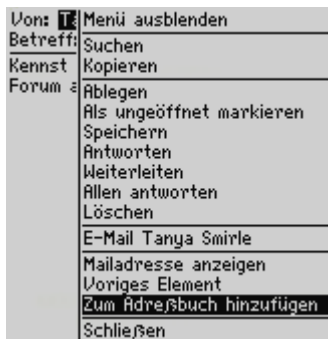 Von: T Menü ausblenden
Betreff: Suchen
Kennst Kopieren
Forum a Ablegen
Als ungeöffnet markieren
Speichern
Antworten
Weiterleiten
Allen antworten
Löschen
E-Mail Tanya Smirle
Mailadresse anzeigen
Voriges Element
Zum Adreßbuch hinzufügen
Schließen